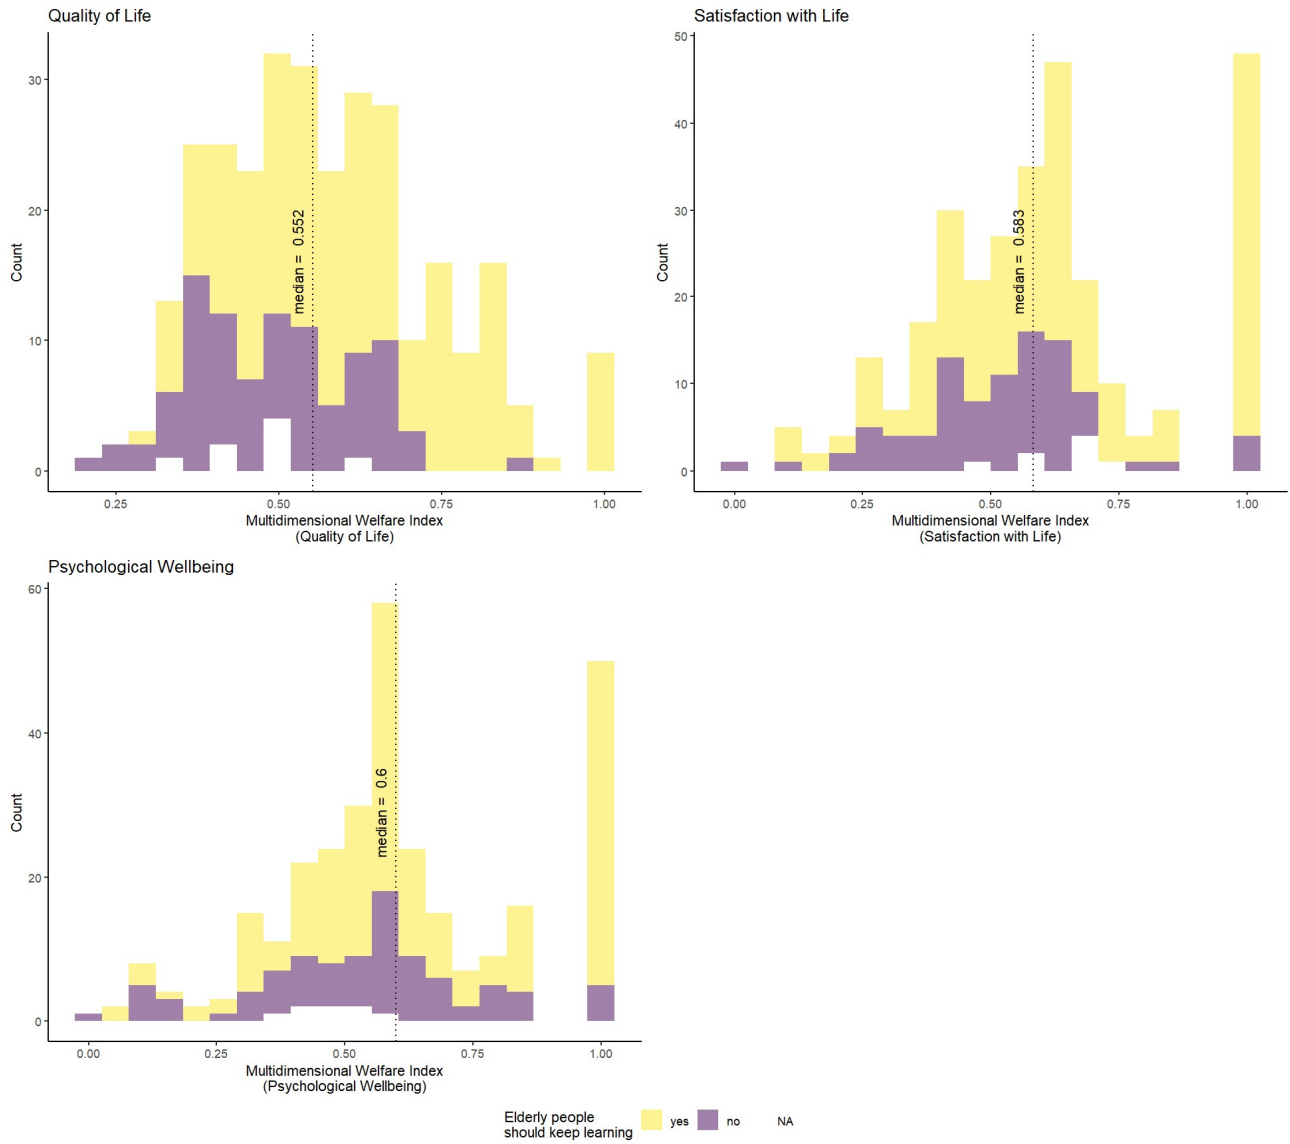 Quality of Life
30
20
10
0
Count
median = 0.552
0.25 0.50 0.75 1.00
Multidimensional Welfare Index
(Quality of Life)
Satisfaction with Life
50
40
30
20
10
0
Count
median = 0.583
0.00 0.25 0.50 0.75 1.00
Multidimensional Welfare Index
(Satisfaction with Life)
Psychological Wellbeing
60
40
20
0
Count
median = 0.6
0.00 0.25 0.50 0.75 1.00
Multidimensional Welfare Index
(Psychological Wellbeing)
Elderly people
should keep learning
yes no NA